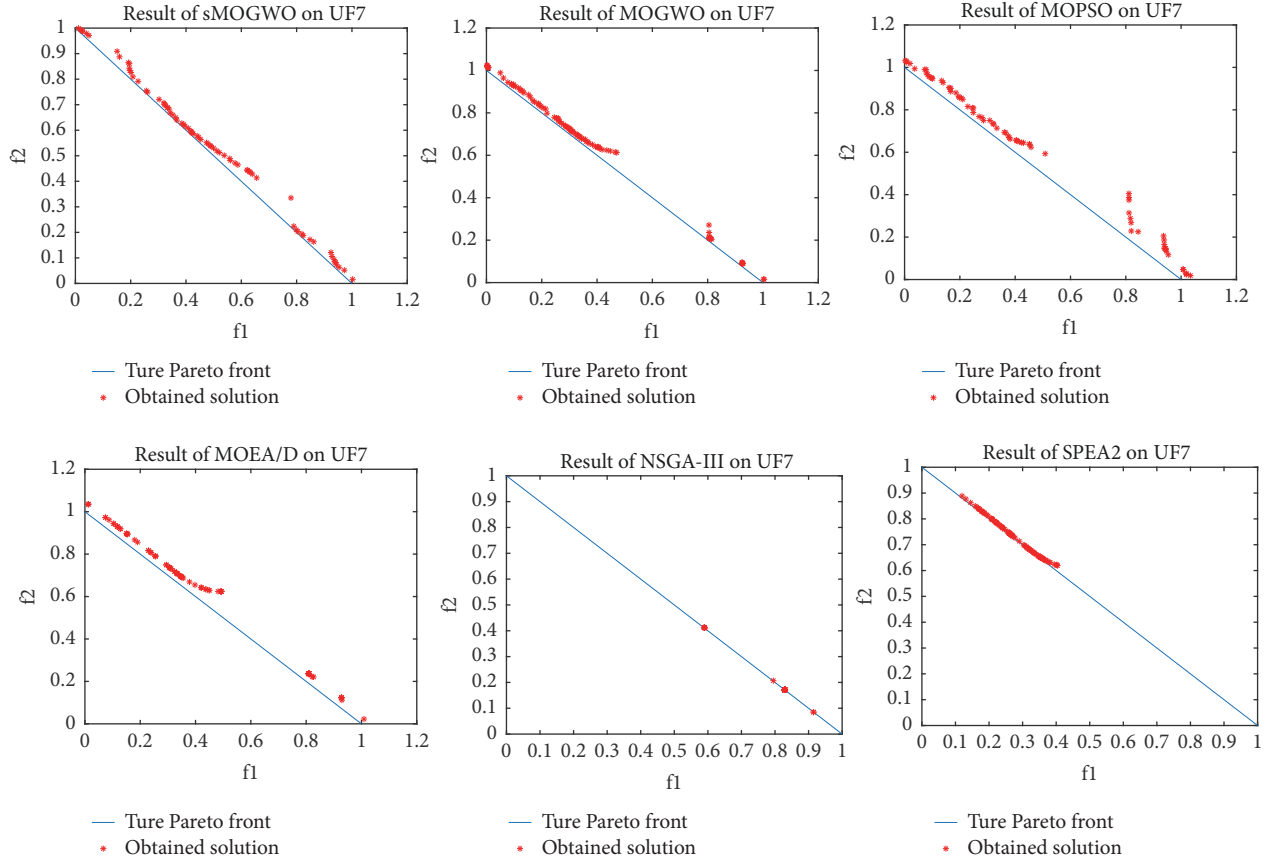 Result of sMOGWO on UF7
1
0.9
0.8
0.7
0.6
0.5
0.4
0.3
0.2
0.1
0
f2
0 0.2 0.4 0.6 0.8 1 1.2
f1
Ture Pareto front
Obtained solution
Result of MOGWO on UF7
1.2
1
0.8
0.6
0.4
0.2
0
f2
0 0.2 0.4 0.6 0.8 1 1.2
f1
Ture Pareto front
Obtained solution
Result of MOPSO on UF7
1.2
1
0.8
0.6
0.4
0.2
0
f2
0 0.2 0.4 0.6 0.8 1 1.2
f1
Ture Pareto front
Obtained solution
Result of MOEA/D on UF7
1.2
1
0.8
0.6
0.4
0.2
0
f2
0 0.2 0.4 0.6 0.8 1 1.2
f1
Ture Pareto front
Obtained solution
Result of NSGA-III on UF7
1
0.9
0.8
0.7
0.6
0.5
0.4
0.3
0.2
0.1
0
f2
0 0.1 0.2 0.3 0.4 0.5 0.6 0.7 0.8 0.9 1
f1
Ture Pareto front
Obtained solution
Result of SPEA2 on UF7
1
0.9
0.8
0.7
0.6
0.5
0.4
0.3
0.2
0.1
0
f2
0 0.1 0.2 0.3 0.4 0.5 0.6 0.7 0.8 0.9 1
f1
Ture Pareto front
Obtained solution